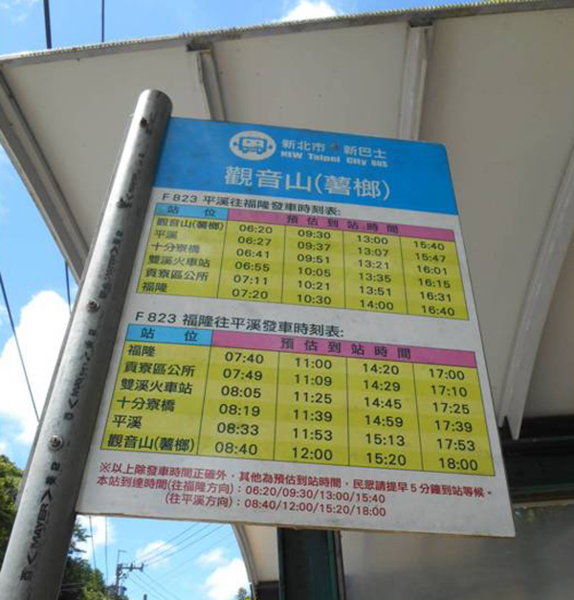 新北市 新巴士
NEW Taipei City BUS
觀音山(薯榔)
F823 平溪往福隆發車時刻表:
站位 預估到站時間
觀音山(薯榔) 06:20 09:30 13:00 15:40
平溪 06:27 09:37 13:07 15:47
十分寮橋 06:41 09:51 13:21 16:01
雙溪火車站 06:55 10:05 13:35 16:15
貢寮區公所 07:11 10:21 13:51 16:31
福隆 07:20 10:30 14:00 16:40
F823 福隆往平溪發車時刻表:
站位 預估到站時間
福隆 07:40 11:00 14:20 17:00
貢寮區公所 07:49 11:09 14:29 17:10
雙溪火車站 08:05 11:25 14:45 17:25
十分寮橋 08:19 11:39 14:59 17:39
平溪 08:33 11:53 15:13 17:53
觀音山(薯榔) 08:40 12:00 15:20 18:00
※以上除發車時間正確外,其他為預估到站時間,民眾請提早5分鐘到站等候。
本站到達時間(往福隆方向):06:20/09:30/13:00/15:40
(往平溪方向):08:40/12:00/15:20/18:00